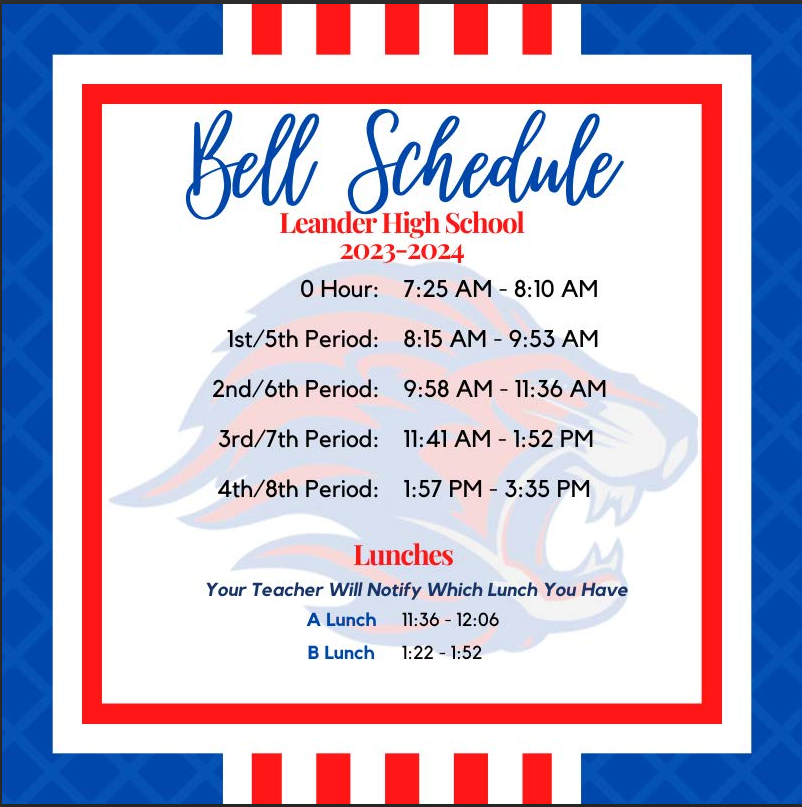 Bell Schedule
Leander High School
2023-2024
0 Hour: 7:25 AM - 8:10 AM
1st/5th Period: 8:15 AM - 9:53 AM
2nd/6th Period: 9:58 AM - 11:36 AM
3rd/7th Period: 11:41 AM - 1:52 PM
4th/8th Period: 1:57 PM - 3:35 PM
Lunches
Your Teacher Will Notify Which Lunch You Have
A Lunch 11:36 - 12:06
B Lunch 1:22 - 1:52